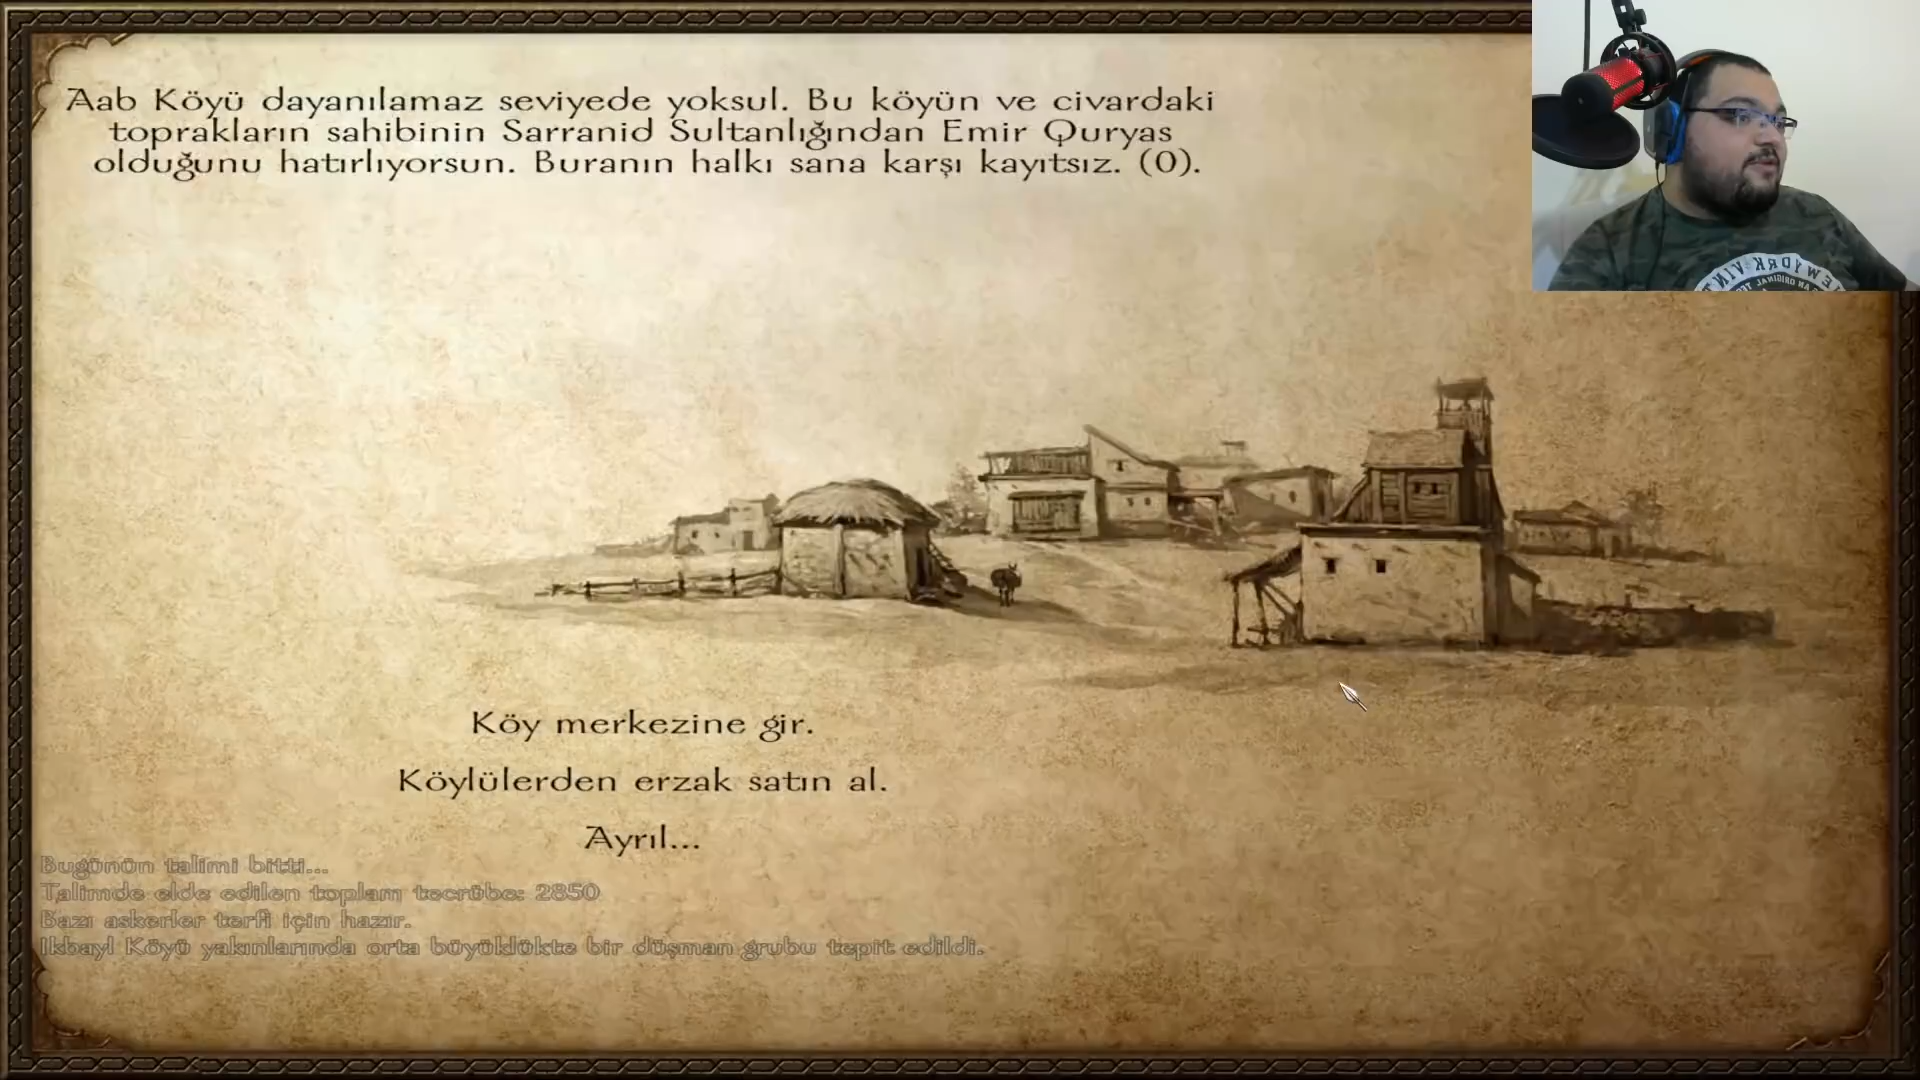 Aab Köyü dayanılamaz seviyede yoksul. Bu köyün ve civardaki
toprakların sahibinin Sarranid Sultanlığından Emir Quryas
olduğunu hatırlıyorsun. Buranın halkı sana karşı kayıtsız. (0).
Köy merkezine gir.
Köylülerden erzak satın al.
Ayrıl...
Bugünün talimi bitti...
Talimde elde edilen toplam tecrübe: 2850
Bazı askerler terfi için hazır.
Ikbayl Köyü yakınlarında orta büyüklükte bir düşman grubu tepit edildi.